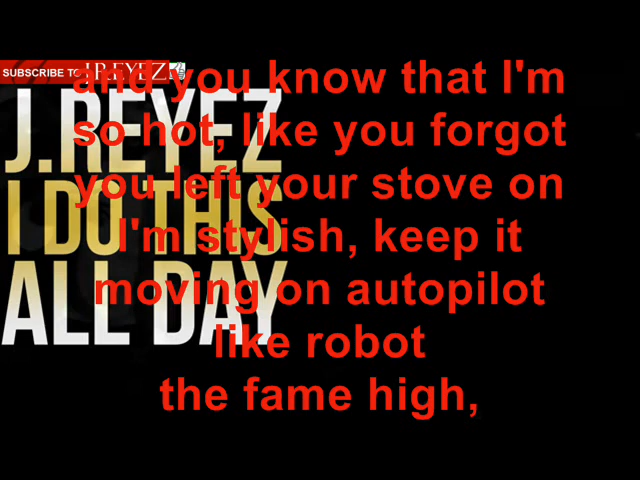 SUBSCRIBE TO J.REYEZ
J.REYEZ
I DO THIS
ALL DAY
and you know that I'm
so hot, like you forgot
you left your stove on
I'm stylish, keep it
moving on autopilot
like robot
the fame high,